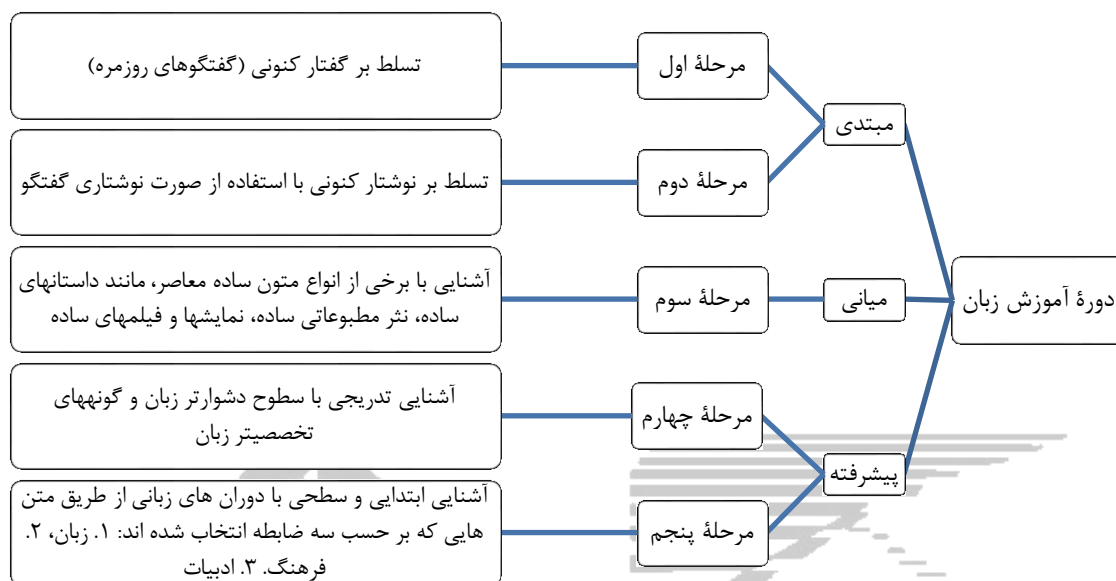 دورهٔ آموزش زبان
مبتدی
مرحلهٔ اول
تسلط بر گفتار کنونی (گفتگوهای روزمره)
مرحلهٔ دوم
تسلط بر نوشتار کنونی با استفاده از صورت نوشتاری گفتگو
میانی
مرحلهٔ سوم
آشنایی با برخی از انواع متون ساده معاصر، مانند داستانهای
ساده، نثر مطبوعاتی ساده، نمایشها و فیلمهای ساده
پیشرفته
مرحلهٔ چهارم
آشنایی تدریجی با سطوح دشوارتر زبان و گونههای
تخصصیتر زبان
مرحلهٔ پنجم
آشنایی ابتدایی و سطحی با دوران های زبانی از طریق متن
هایی که بر حسب سه ضابطه انتخاب شده اند: ۱. زبان، ۲.
فرهنگ. ۳. ادبیات